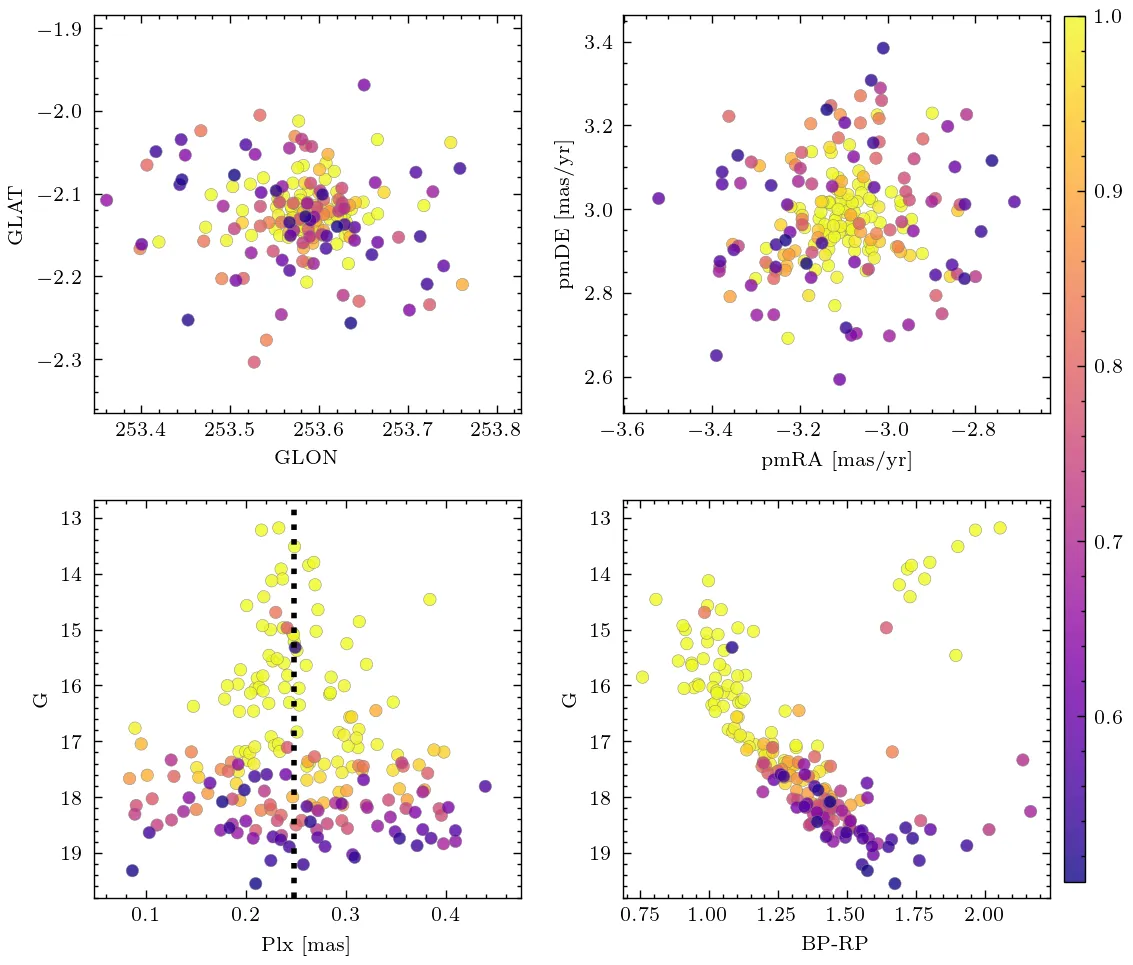 −1.9
−2.0
−2.1
−2.2
−2.3
GLAT
253.4 253.5 253.6 253.7 253.8
GLON
3.4
3.2
3.0
2.8
2.6
pmDE [mas/yr]
−3.6 −3.4 −3.2 −3.0 −2.8
pmRA [mas/yr]
1.0
0.9
0.8
0.7
0.6
13
14
15
16
17
18
19
G
0.1 0.2 0.3 0.4
Plx [mas]
13
14
15
16
17
18
19
G
0.75 1.00 1.25 1.50 1.75 2.00
BP-RP